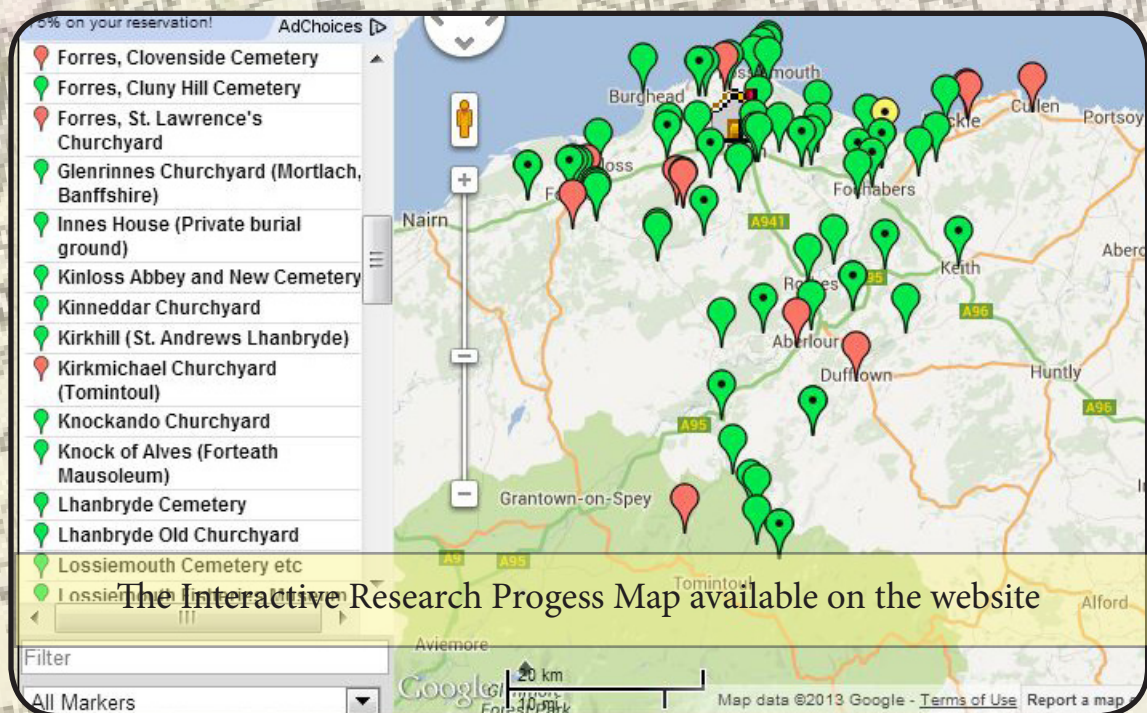 75% on your reservation!
AdChoices
Forres, Clovenside Cemetery
Forres, Cluny Hill Cemetery
Forres, St. Lawrence's
Churchyard
Glenrinnes Churchyard (Mortlach,
Banffshire)
Innes House (Private burial
ground)
Kinloss Abbey and New Cemetery
Kinneddar Churchyard
Kirkhill (St. Andrews Lhanbryde)
Kirkmichael Churchyard
(Tomintoul)
Knockando Churchyard
Knock of Alves (Forteath
Mausoleum)
Lhanbryde Cemetery
Lhanbryde Old Churchyard
Lossiemouth Cemetery etc
Lossiemouth Fisheries Museum
Filter
All Markers
Burghead
Cullen
Portsoy
Nairn
Fochabers
A941
Keith
A96
Aberlour
Dufftown
Huntly
A96
A95
Grantown-on-Spey
A9
A95
Tomintoul
Alford
Aviemore
The Interactive Research Progess Map available on the website
20 km
10 mi
Google
Map data ©2013 Google - Terms of Use
Report a map